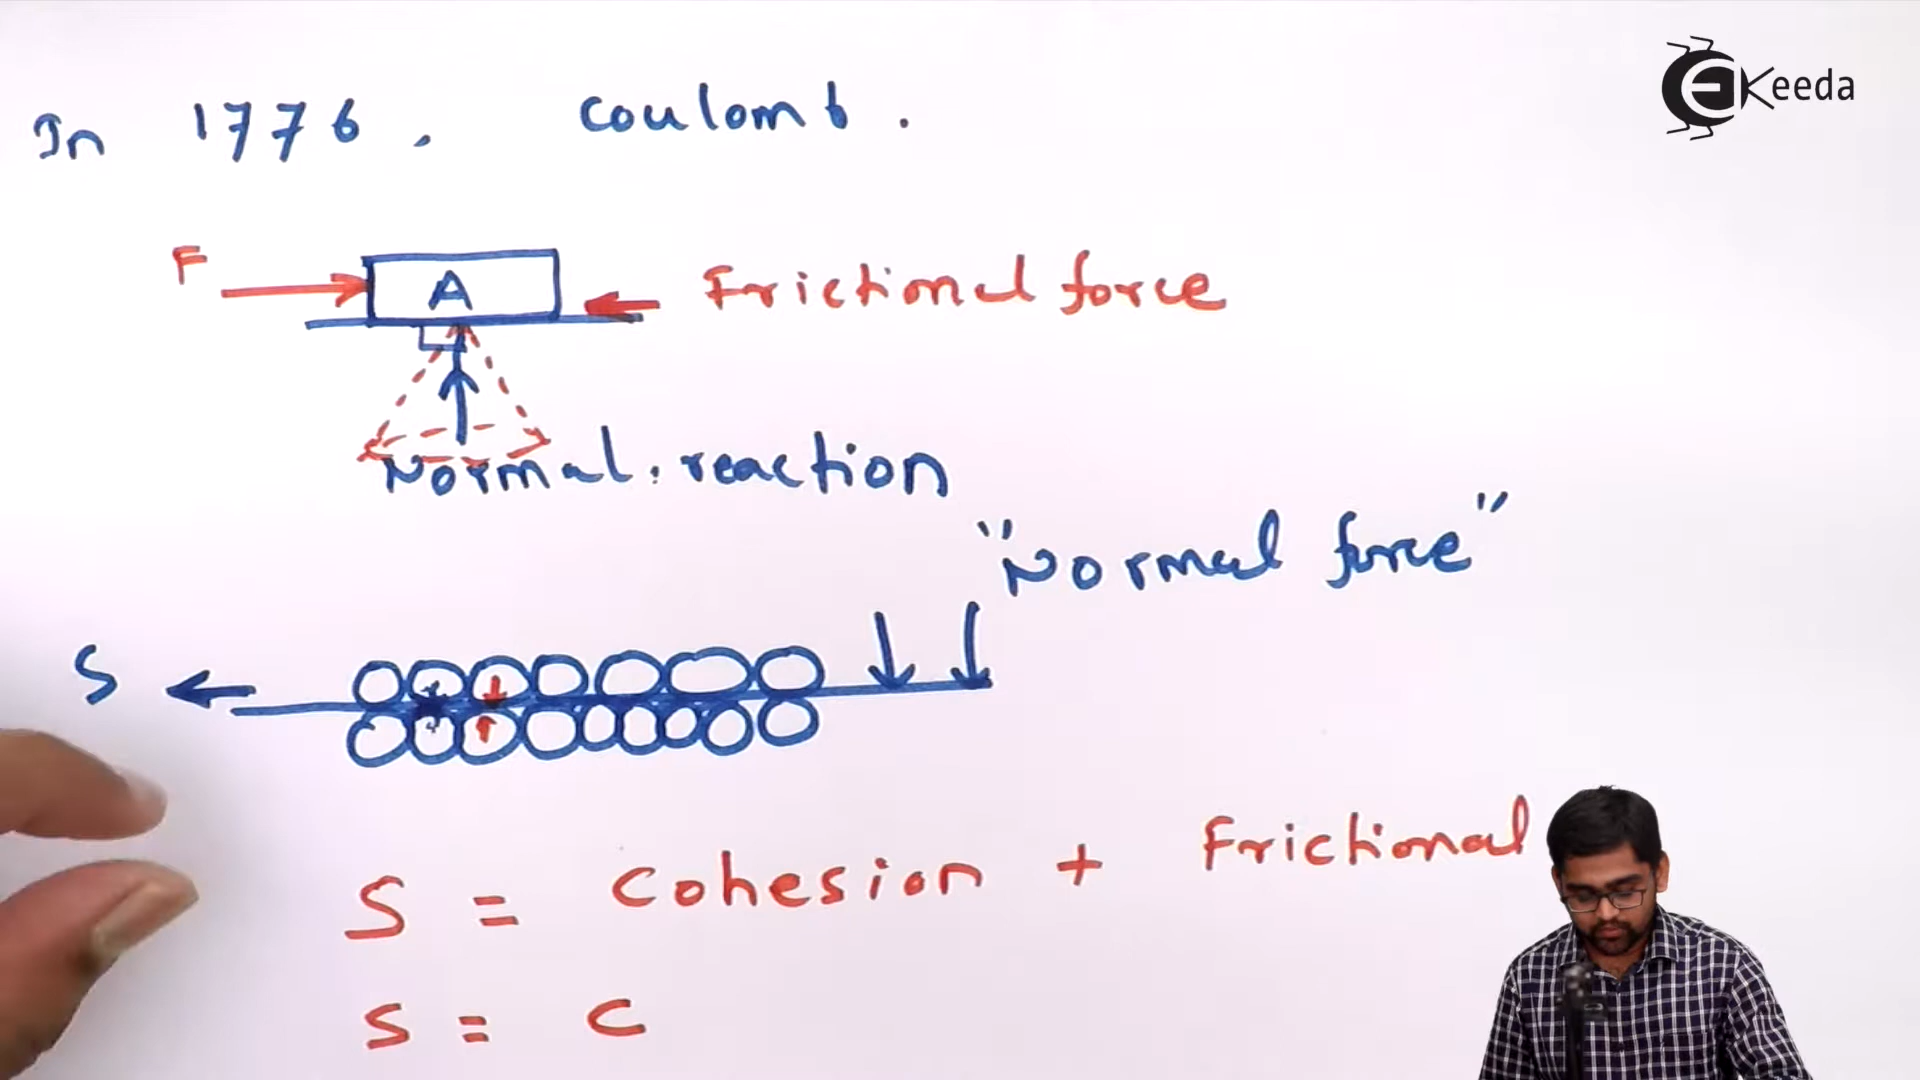 In 1776, Coulomb.
EKeeda
F
A
Frictional force
Normal reaction
"Normal force"
S
S = Cohesion + Frictional
S = C